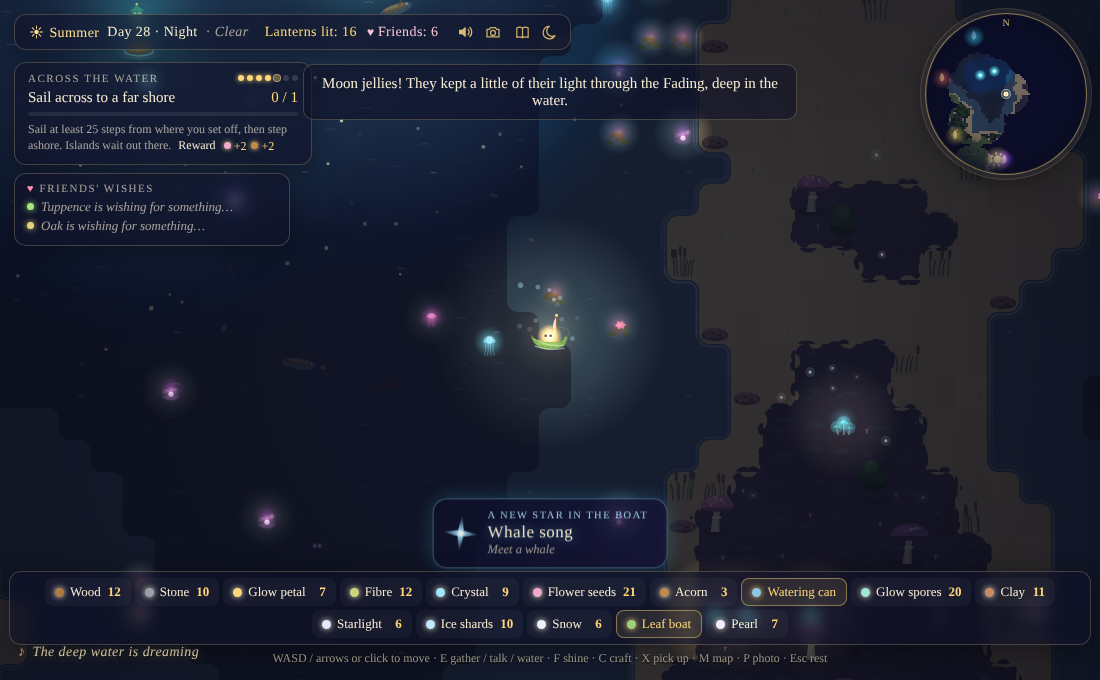 Summer Day 28 · Night · Clear Lanterns lit: 16 ♥ Friends: 6
N
ACROSS THE WATER
Sail across to a far shore 0 / 1
Sail at least 25 steps from where you set off, then step
ashore. Islands wait out there. Reward +2 +2
Moon jellies! They kept a little of their light through the Fading, deep in the
water.
♥ FRIENDS' WISHES
Tuppence is wishing for something…
Oak is wishing for something…
A NEW STAR IN THE BOAT
Whale song
Meet a whale
Wood 12 Stone 10 Glow petal 7 Fibre 12 Crystal 9 Flower seeds 21 Acorn 3 Watering can Glow spores 20 Clay 11
Starlight 6 Ice shards 10 Snow 6 Leaf boat Pearl 7
♪ The deep water is dreaming
WASD / arrows or click to move · E gather / talk / water · F shine · C craft · X pick up · M map · P photo · Esc rest